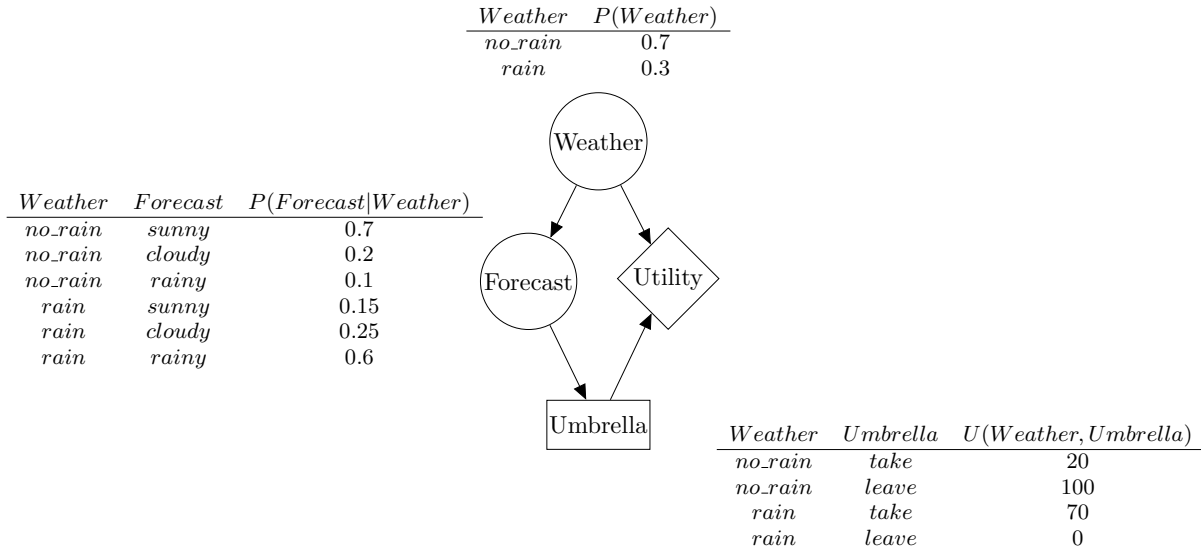 Weather P(Weather)
no_rain 0.7
rain 0.3
Weather
Weather Forecast P(Forecast|Weather)
no_rain sunny 0.7
no_rain cloudy 0.2
no_rain rainy 0.1
rain sunny 0.15
rain cloudy 0.25
rain rainy 0.6
Forecast
Utility
Umbrella
Weather Umbrella U(Weather, Umbrella)
no_rain take 20
no_rain leave 100
rain take 70
rain leave 0